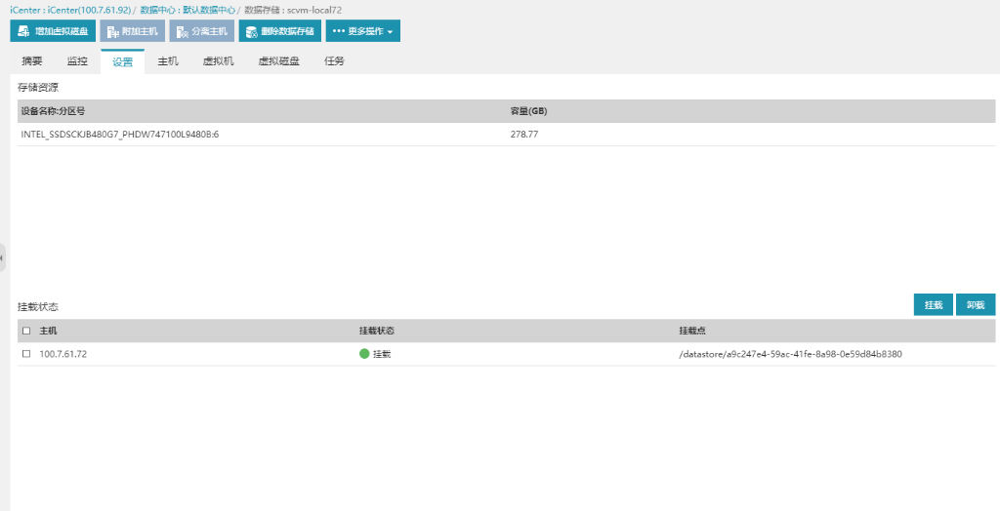 iCenter : iCenter(100.7.61.92) / 数据中心 : 默认数据中心 / 数据存储 : scvm-local72
增加虚拟磁盘 附加主机 分离主机 删除数据存储 ••• 更多操作
摘要 监控 设置 主机 虚拟机 虚拟磁盘 任务
存储资源
设备名称:分区号 容量(GB)
INTEL_SSDSCKJB480G7_PHDW747100L9480B:6 278.77
挂载状态 挂载 卸载
主机 挂载状态 挂载点
100.7.61.72 挂载 /datastore/a9c247e4-59ac-41fe-8a98-0e59d84b8380